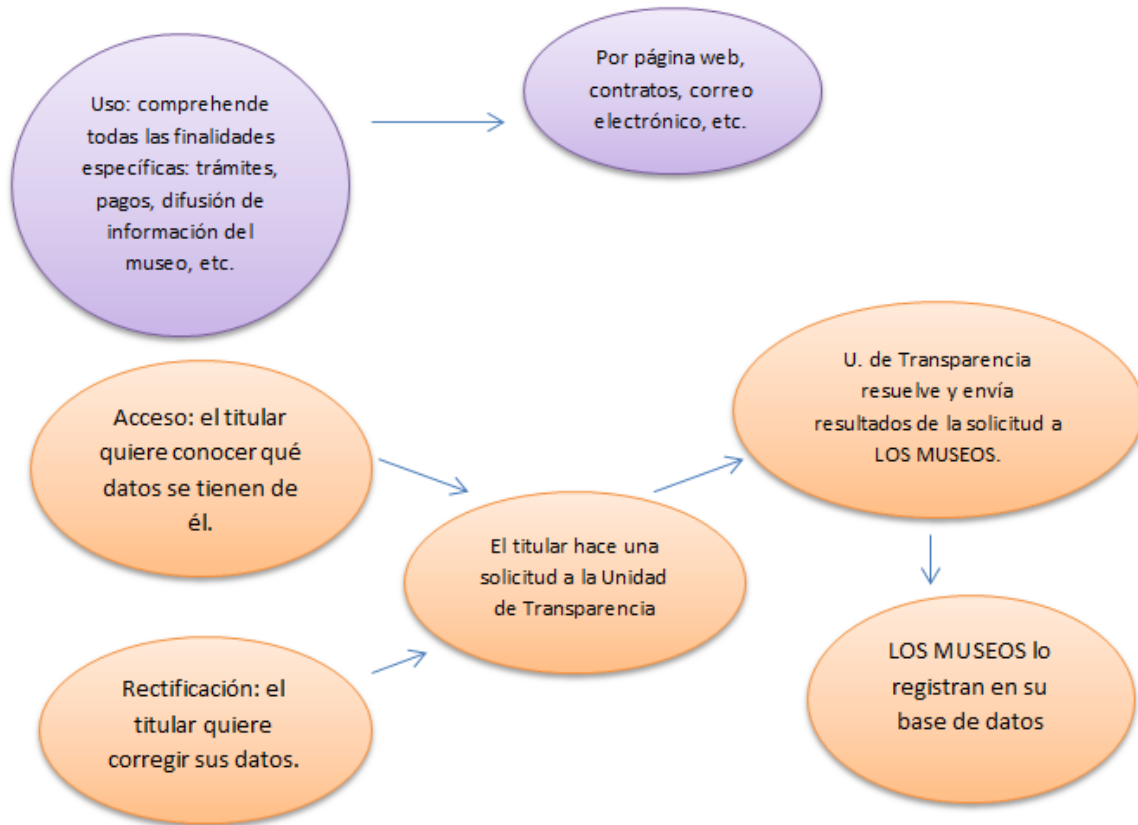 Uso: comprehende
todas las finalidades
específicas: trámites,
pagos, difusión de
información del
museo, etc.
Por página web,
contratos, correo
electrónico, etc.
Acceso: el titular
quiere conocer qué
datos se tienen de
él.
Rectificación: el
titular quiere
corregir sus datos.
El titular hace una
solicitud a la Unidad
de Transparencia
U. de Transparencia
resuelve y envía
resultados de la solicitud a
LOS MUSEOS.
LOS MUSEOS lo
registran en su
base de datos